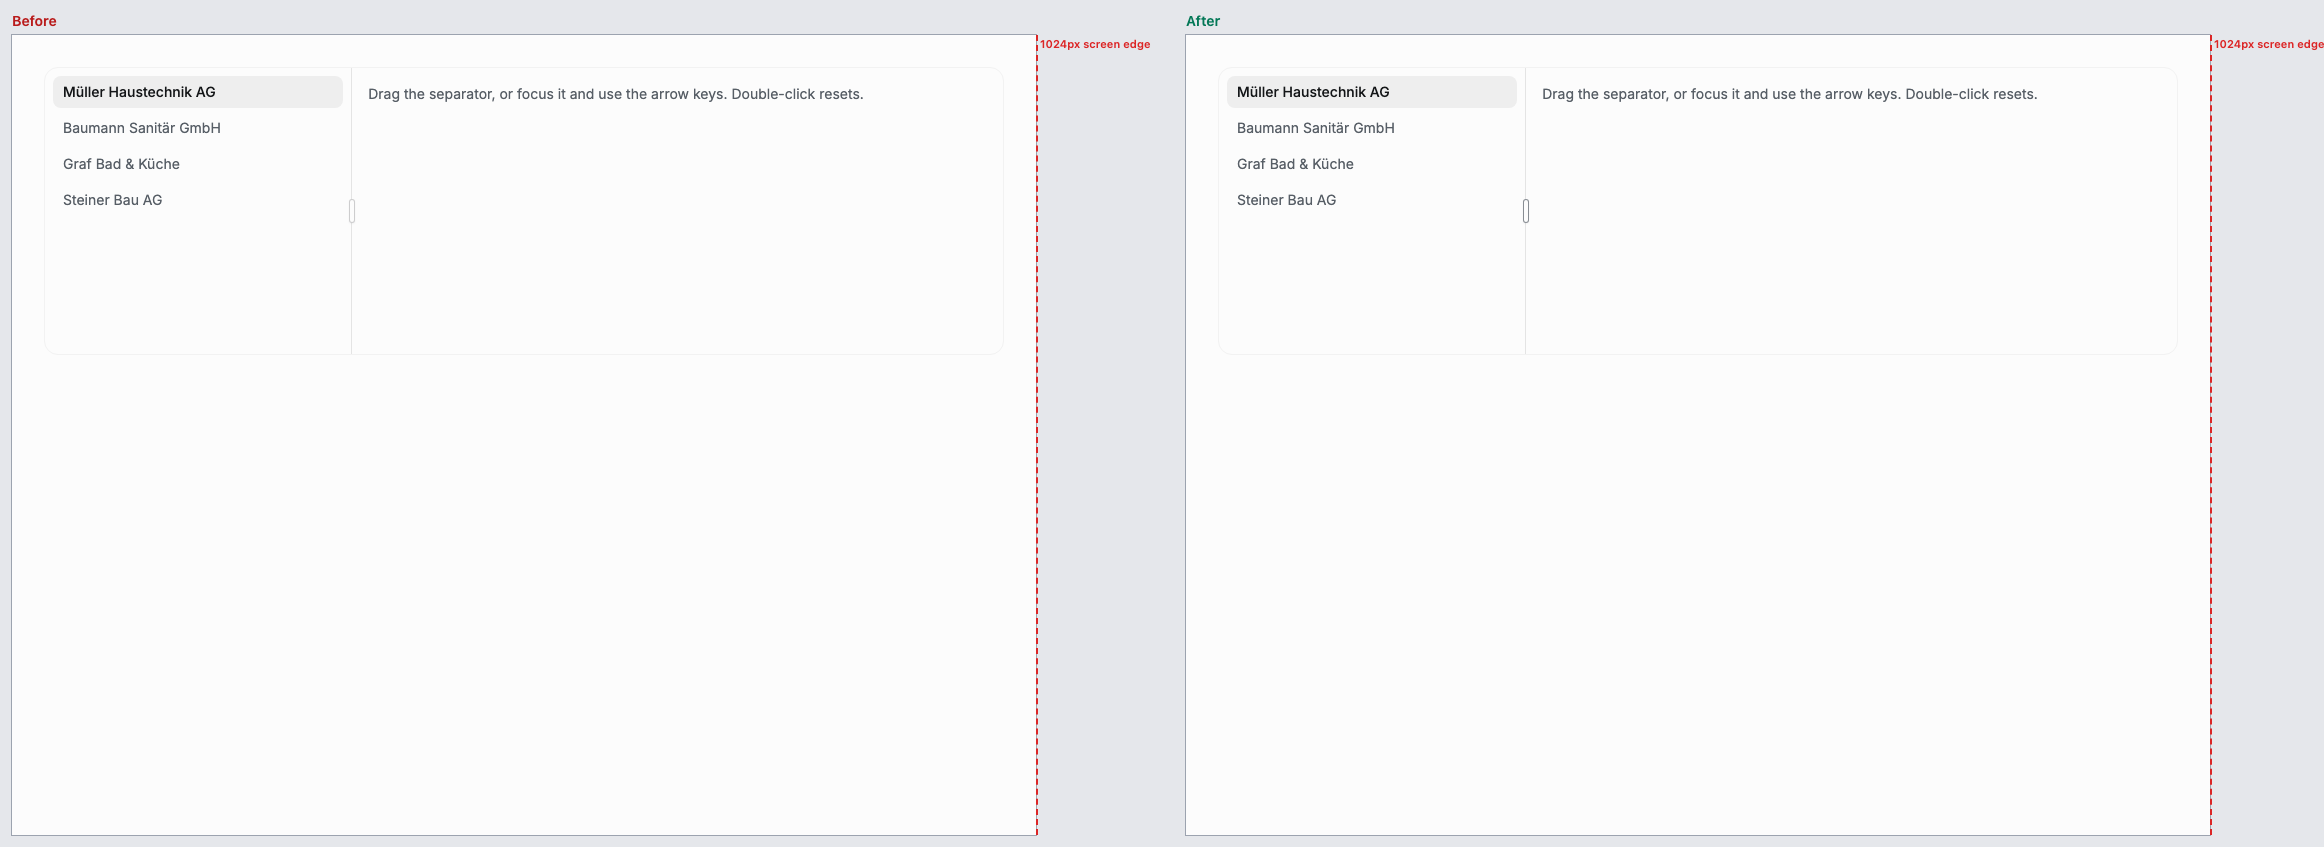 Before
1024px screen edge
Müller Haustechnik AG
Drag the separator, or focus it and use the arrow keys. Double-click resets.
Baumann Sanitär GmbH
Graf Bad & Küche
Steiner Bau AG
After
1024px screen edge
Müller Haustechnik AG
Drag the separator, or focus it and use the arrow keys. Double-click resets.
Baumann Sanitär GmbH
Graf Bad & Küche
Steiner Bau AG